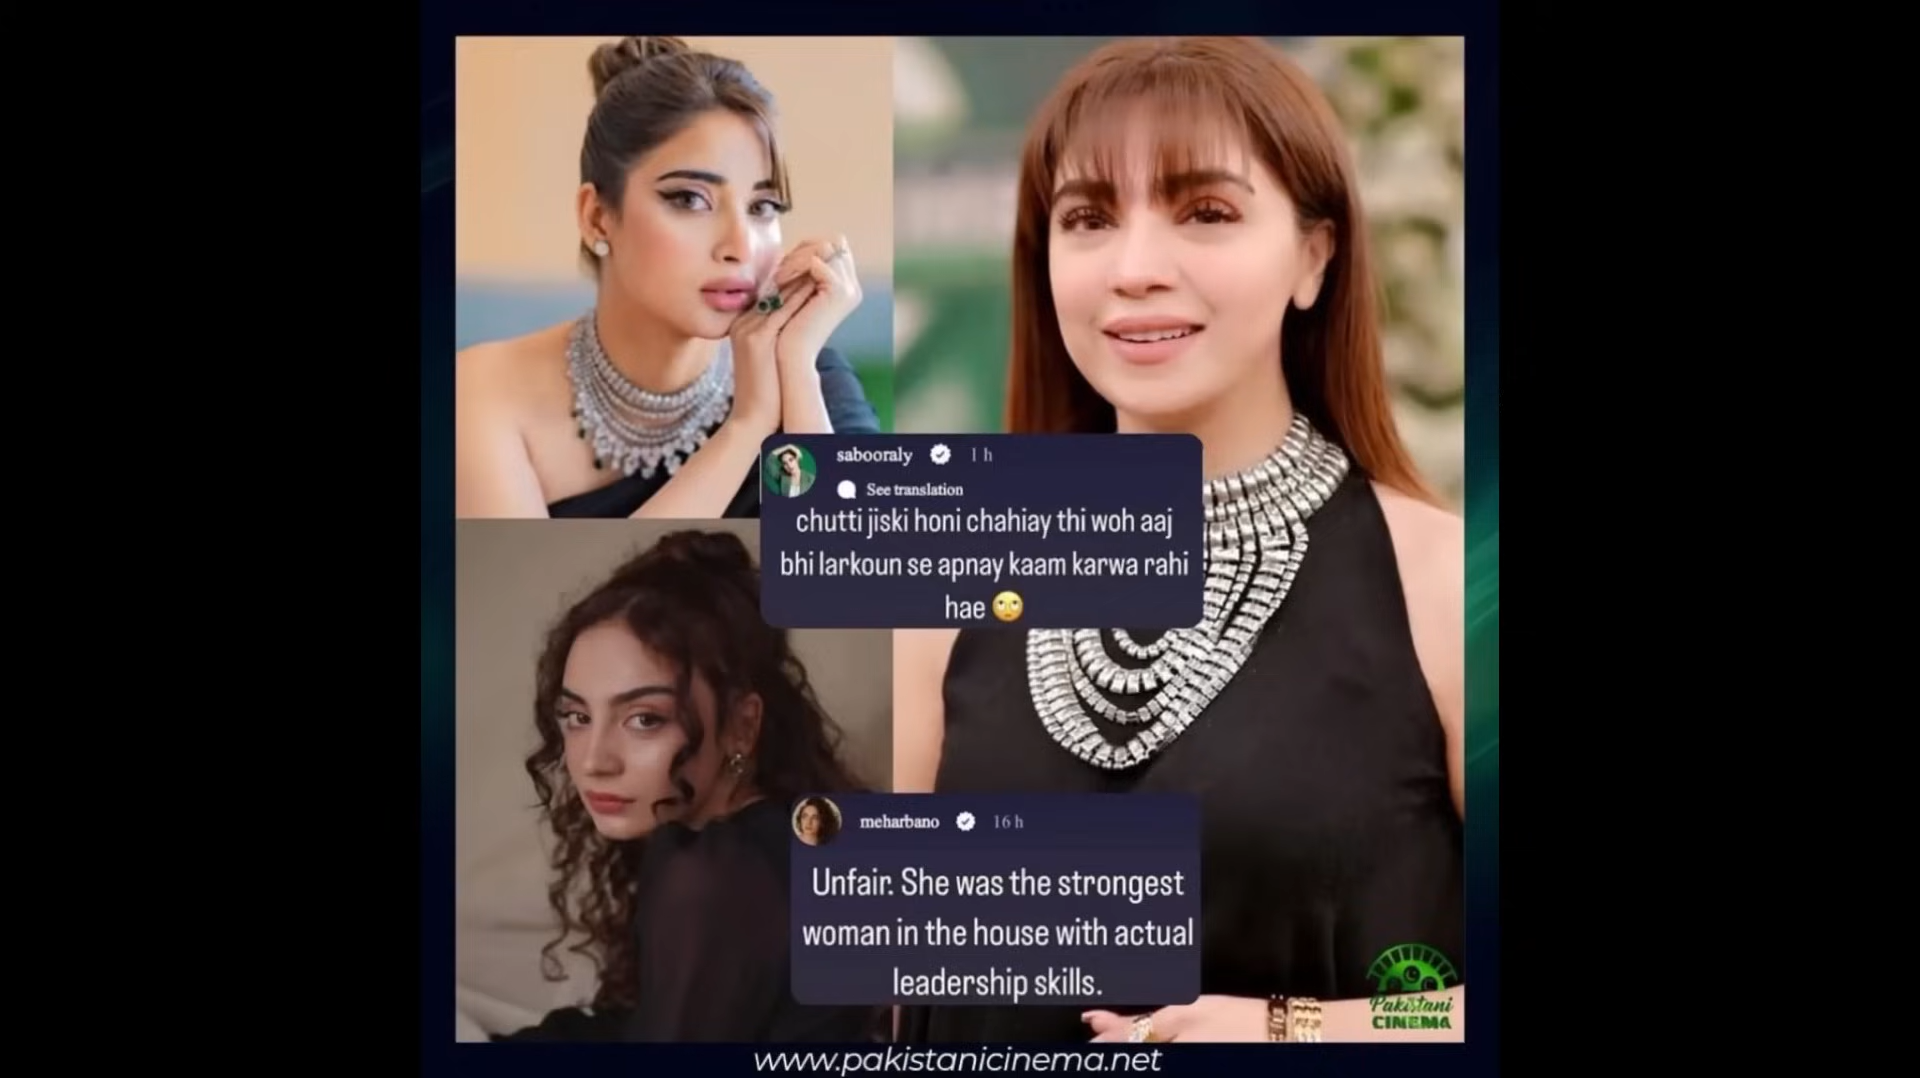 sabooraly 1 h
See translation
chutti jiski honi chahiay thi woh aaj
bhi larkoun se apnay kaam karwa rahi
hae 🙄
meharbano 16 h
Unfair. She was the strongest
woman in the house with actual
leadership skills.
Pakistani
CINEMA
www.pakistanicinema.net